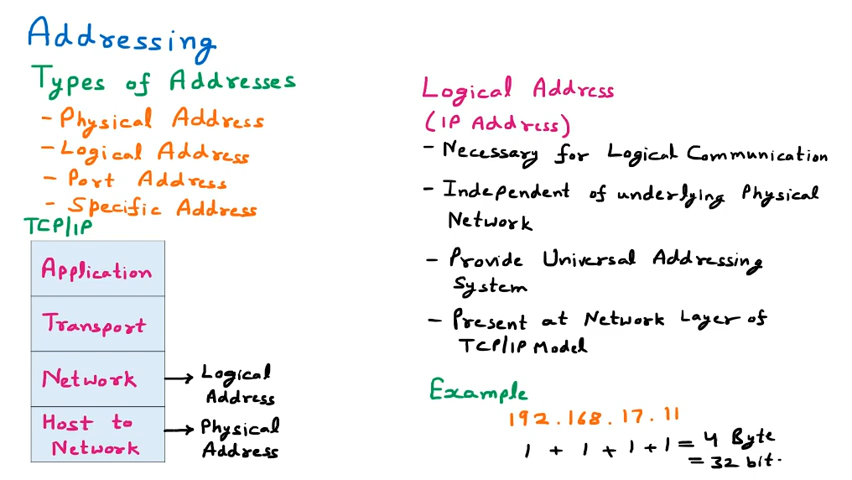 Addressing
Types of Addresses
- Physical Address
- Logical Address
- Port Address
- Specific Address
TCP/IP
Application
Transport
Network → Logical
Address
Host to
Network → Physical
Address
Logical Address
(IP Address)
- Necessary for Logical Communication
- Independent of underlying Physical
Network
- Provide Universal Addressing
System
- Present at Network Layer of
TCP/IP Model
Example
192.168.17.11
1 + 1 + 1 + 1 = 4 Byte
= 32 bit.